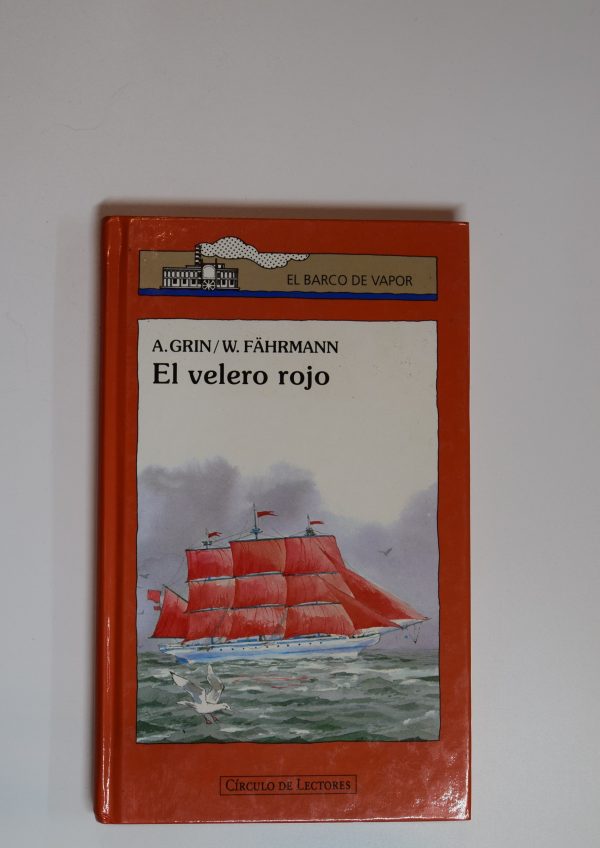 EL BARCO DE VAPOR
A. GRIN / W. FÄHRMANN
El velero rojo
CÍRCULO DE LECTORES